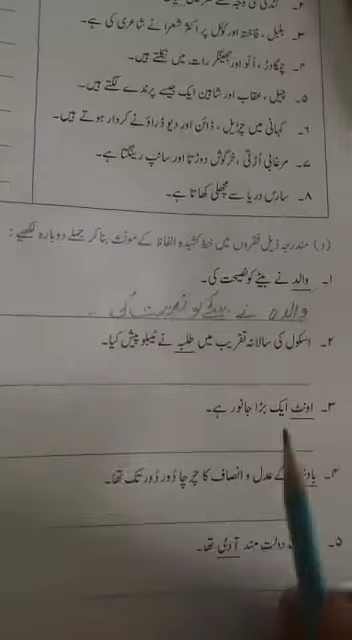 ۳۔ بلبل، فاختہ اور کوئل پر اکثر شعرا نے شاعری کی ہے۔
۴۔ چمگادڑ، اُلو اور جھینگر رات میں نکلتے ہیں۔
۵۔ چیل، عقاب اور شاہین ایک جیسے پرندے لگتے ہیں۔
۶۔ کہانی میں چڑیل، ڈائن اور دیو ڈراؤنے کردار ہوتے ہیں۔
۷۔ مرغابی اُڑتی، خرگوش دوڑتا اور سانپ رینگتا ہے۔
۸۔ سارس دریا سے مچھلی کھاتا ہے۔
(د) مندرجہ ذیل فقروں میں خط کشیدہ الفاظ کے مونث بنا کر جملے دوبارہ لکھیے:
۱۔ والد نے بیٹے کو نصیحت کی۔
والدہ نے بیٹے کو نصیحت کی۔
۲۔ اسکول کی سالانہ تقریب میں طلبہ نے ٹیبلو پیش کیا۔
۳۔ اونٹ ایک بڑا جانور ہے۔
۴۔ کے عدل و انصاف کا چرچا دُور دُور تک تھا۔
۵۔ دولت مند آدمی تھا۔